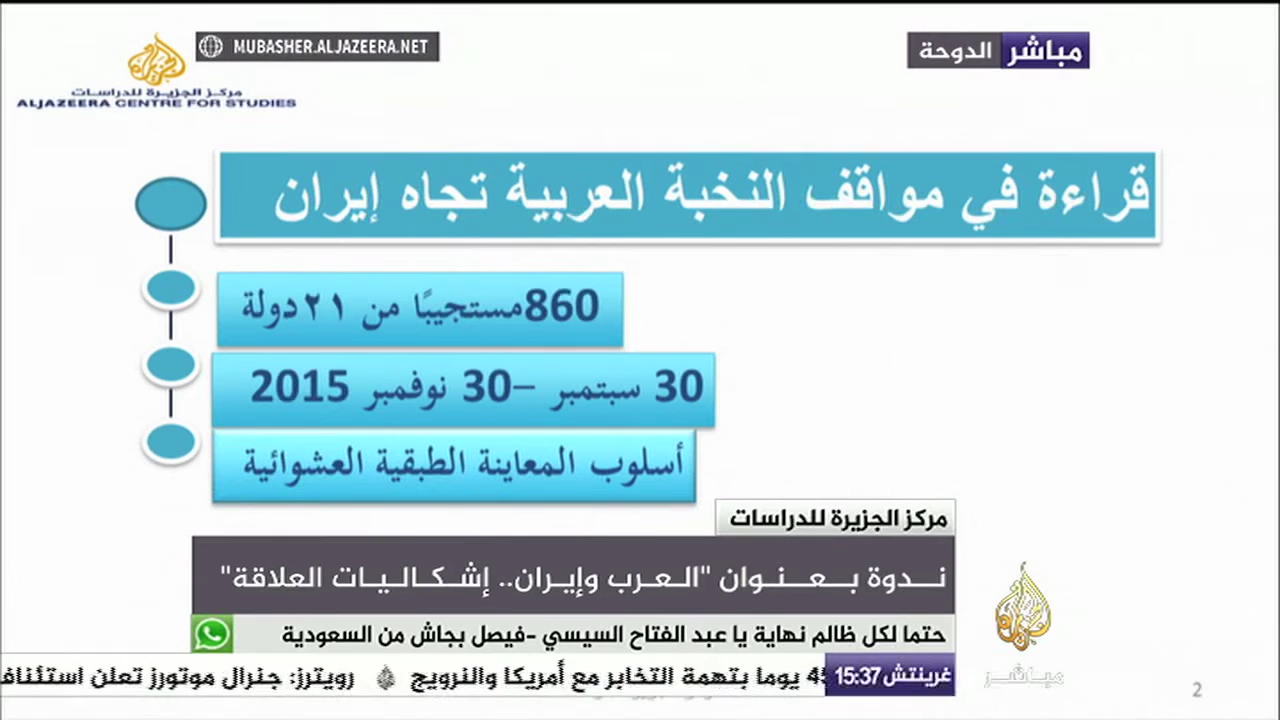 MUBASHER.ALJAZEERA.NET
مباشر الدوحة
مركز الجزيرة للدراسات
ALJAZEERA CENTRE FOR STUDIES
قراءة في مواقف النخبة العربية تجاه إيران
860مستجيبًا من ٢١دولة
30 سبتمبر –30 نوفمبر 2015
أسلوب المعاينة الطبقية العشوائية
مركز الجزيرة للدراسات
نـدوة بـعـنـوان "الـعـرب وإيـران.. إشـكـالـيـات العلاقة"
حتما لكل ظالم نهاية يا عبد الفتاح السيسي -فيصل بجاش من السعودية
غرينتش 15:37
يوما بتهمة التخابر مع أمريكا والنرويج رويترز: جنرال موتورز تعلن استئناف
مباشر
2